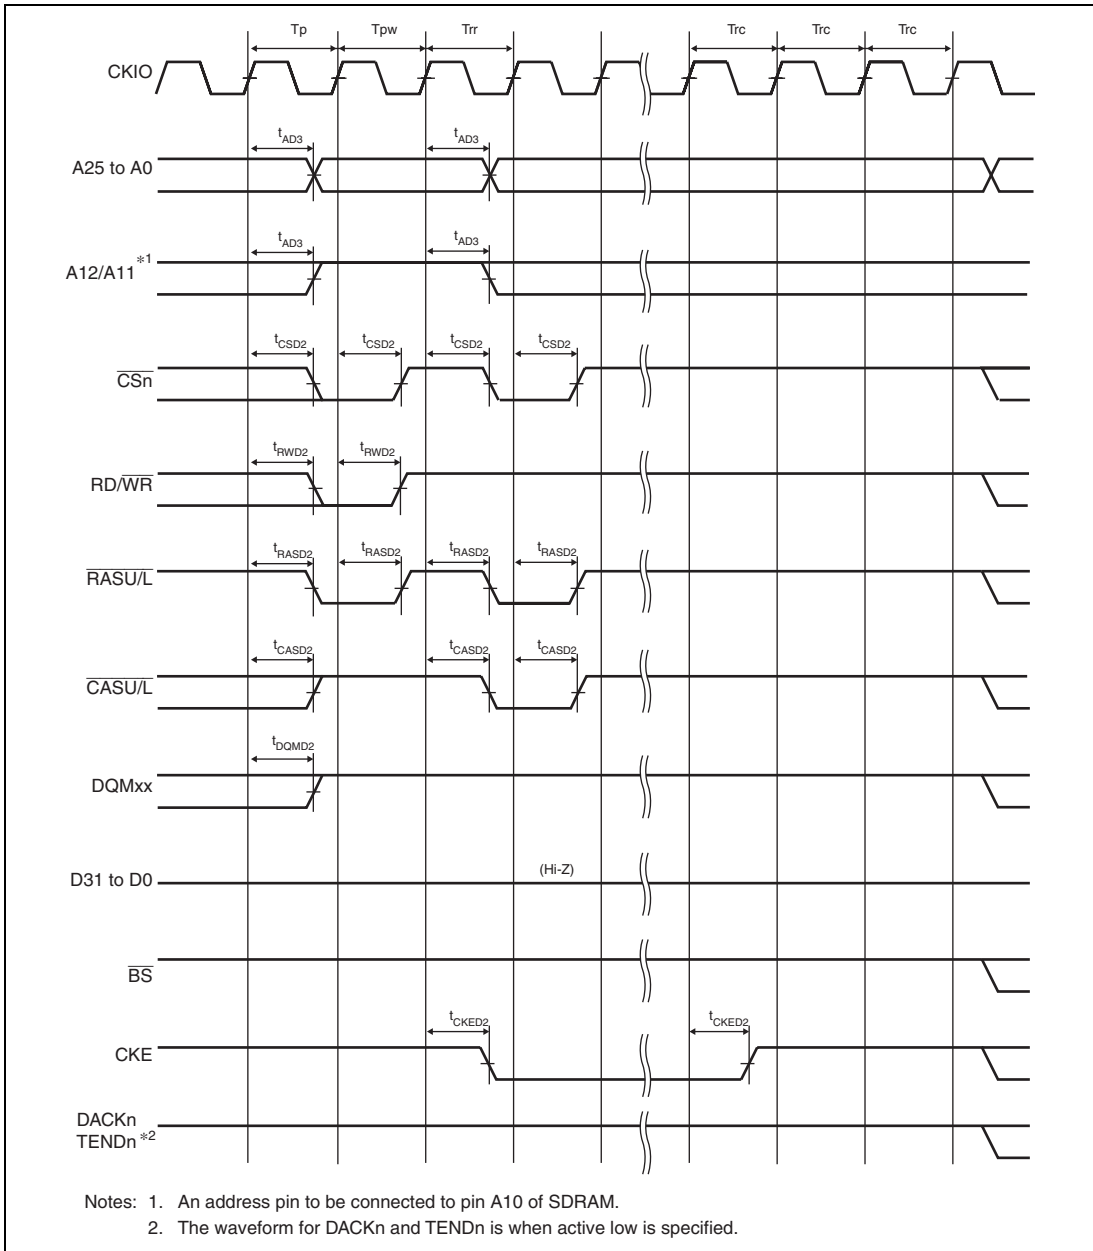 Tp Tpw Trr Trc Trc Trc
CKIO
tAD3 tAD3
A25 to A0
tAD3 tAD3
A12/A11*1
tCSD2 tCSD2 tCSD2 tCSD2
CSn
tRWD2 tRWD2
RD/WR
tRASD2 tRASD2 tRASD2 tRASD2
RASU/L
tCASD2 tCASD2 tCASD2
CASU/L
tDQMD2
DQMxx
(Hi-Z)
D31 to D0
BS
tCKED2 tCKED2
CKE
DACKn
TENDn*2
Notes: 1. An address pin to be connected to pin A10 of SDRAM.
2. The waveform for DACKn and TENDn is when active low is specified.